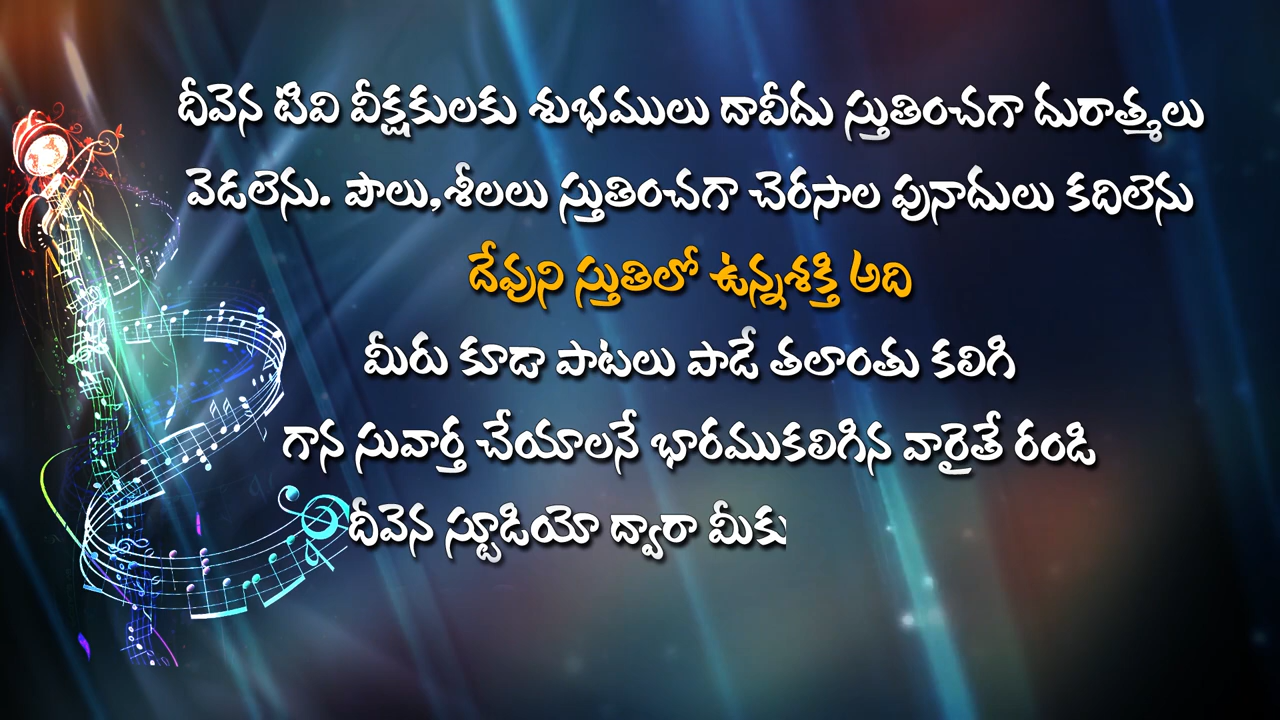 దీవెన టివి వీక్షకులకు శుభములు దావీదు స్తుతించగా దురాత్మలు
వెడలెను. పౌలు,శీలలు స్తుతించగా చెరసాల పునాదులు కదిలెను
దేవుని స్తుతిలో ఉన్నశక్తి అది
మీరు కూడా పాటలు పాడే తలాంతు కలిగి
గాన సువార్త చేయాలనే భారముకలిగిన వారైతే రండి
దీవెన స్టూడియో ద్వారా మీకు